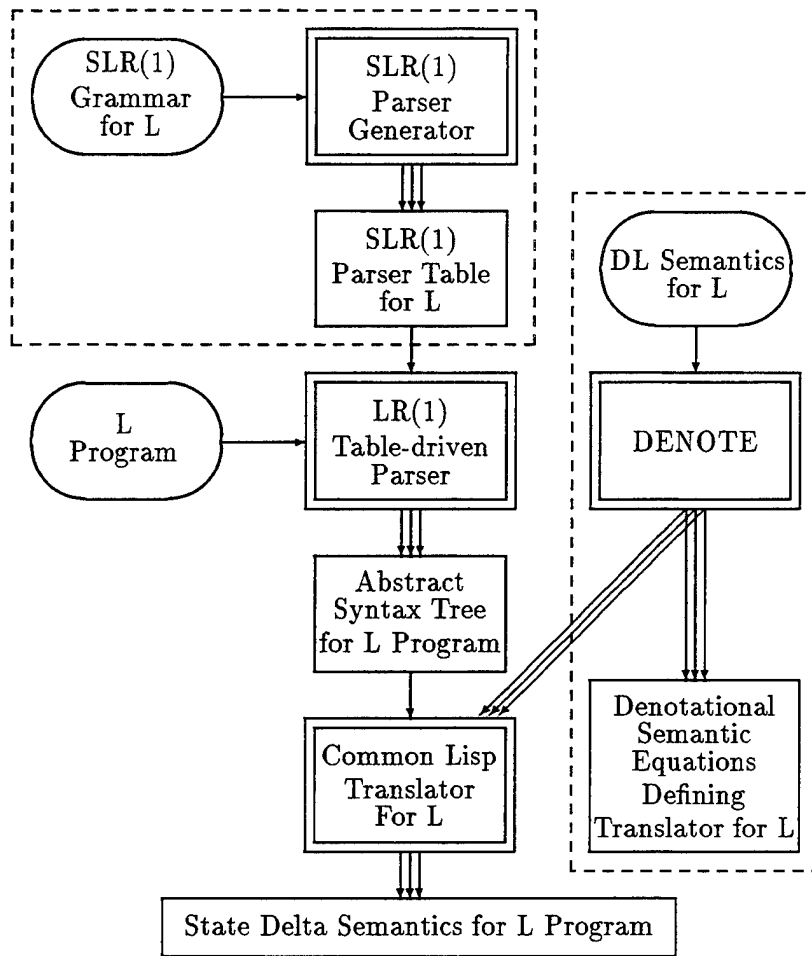 SLR(1)
Grammar
for L
SLR(1)
Parser
Generator
SLR(1)
Parser Table
for L
DL Semantics
for L
L
Program
LR(1)
Table-driven
Parser
DENOTE
Abstract
Syntax Tree
for L Program
Common Lisp
Translator
For L
Denotational
Semantic
Equations
Defining
Translator for L
State Delta Semantics for L Program